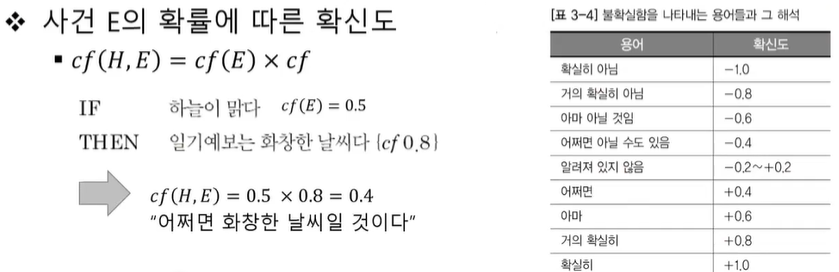 ❖ 사건 E의 확률에 따른 확신도
▪ cf(H, E) = cf(E) × cf
IF 하늘이 맑다 cf(E) = 0.5
THEN 일기예보는 화창한 날씨다 {cf 0.8}
cf(H, E) = 0.5 × 0.8 = 0.4
“어쩌면 화창한 날씨일 것이다”
[표 3-4] 불확실함을 나타내는 용어들과 그 해석
용어 확신도
확실히 아님 −1.0
거의 확실히 아님 −0.8
아마 아닐 것임 −0.6
어쩌면 아닐 수도 있음 −0.4
알려져 있지 않음 −0.2~+0.2
어쩌면 +0.4
아마 +0.6
거의 확실히 +0.8
확실히 +1.0